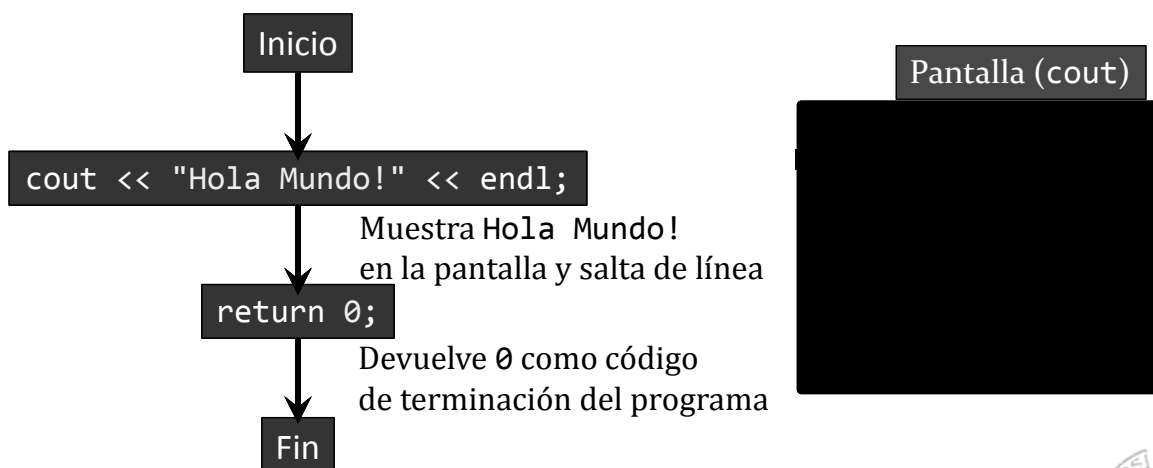 Inicio
Pantalla (cout)
cout << "Hola Mundo!" << endl;
Muestra Hola Mundo!
en la pantalla y salta de línea
return 0;
Devuelve 0 como código
de terminación del programa
Fin